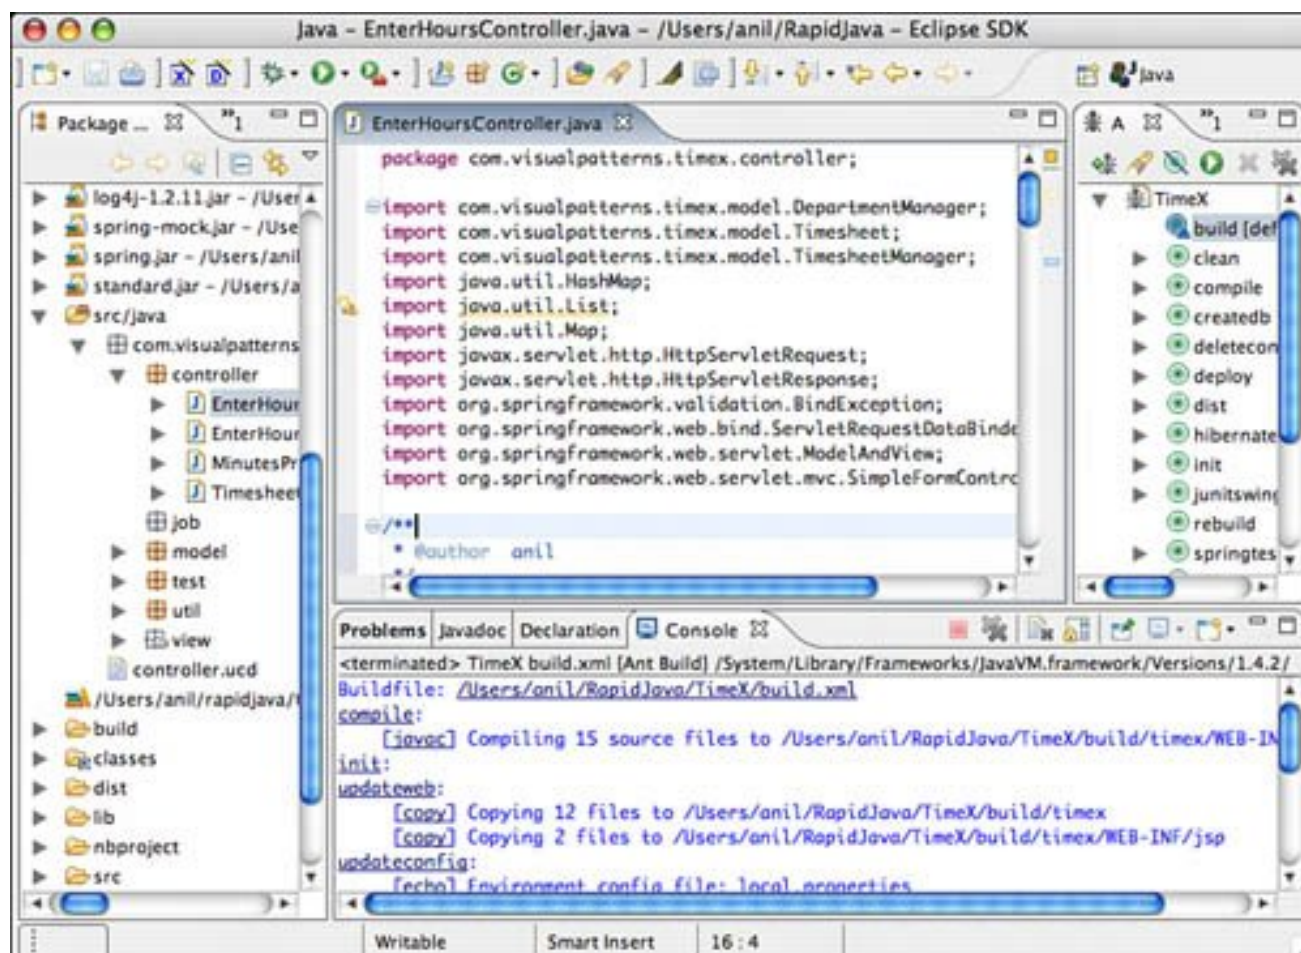 Java – EnterHoursController.java – /Users/anil/RapidJava – Eclipse SDK
Java
Package ...
"1
log4j-1.2.11.jar – /User
spring-mock.jar – /Use
spring.jar – /Users/anil
standard.jar – /Users/a
src/java
com.visualpatterns
controller
EnterHour
EnterHour
MinutesPr
Timesheet
job
model
test
util
view
controller.ucd
/Users/anil/rapidjava/t
build
classes
dist
lib
nbproject
src
EnterHoursController.java
package com.visualpatterns.timex.controller;
import com.visualpatterns.timex.model.DepartmentManager;
import com.visualpatterns.timex.model.Timesheet;
import com.visualpatterns.timex.model.TimesheetManager;
import java.util.HashMap;
import java.util.List;
import java.util.Map;
import javax.servlet.http.HttpServletRequest;
import javax.servlet.http.HttpServletResponse;
import org.springframework.validation.BindException;
import org.springframework.web.bind.ServletRequestDataBinde
import org.springframework.web.servlet.ModelAndView;
import org.springframework.web.servlet.mvc.SimpleFormContro
/**
* @author anil
*/
A
"1
TimeX
build [def
clean
compile
createdb
deletecon
deploy
dist
hibernate
init
junitswing
rebuild
springtes
Problems Javadoc Declaration Console
<terminated> TimeX build.xml [Ant Build] /System/Library/Frameworks/JavaVM.framework/Versions/1.4.2/
Buildfile: /Users/anil/RapidJava/TimeX/build.xml
compile:
[javac] Compiling 15 source files to /Users/anil/RapidJava/TimeX/build/timex/WEB-IN
init:
updateweb:
[copy] Copying 12 files to /Users/anil/RapidJava/TimeX/build/timex
[copy] Copying 2 files to /Users/anil/RapidJava/TimeX/build/timex/WEB-INF/jsp
updateconfig:
[echo] Environment config file: local.properties
Writable Smart Insert 16 : 4